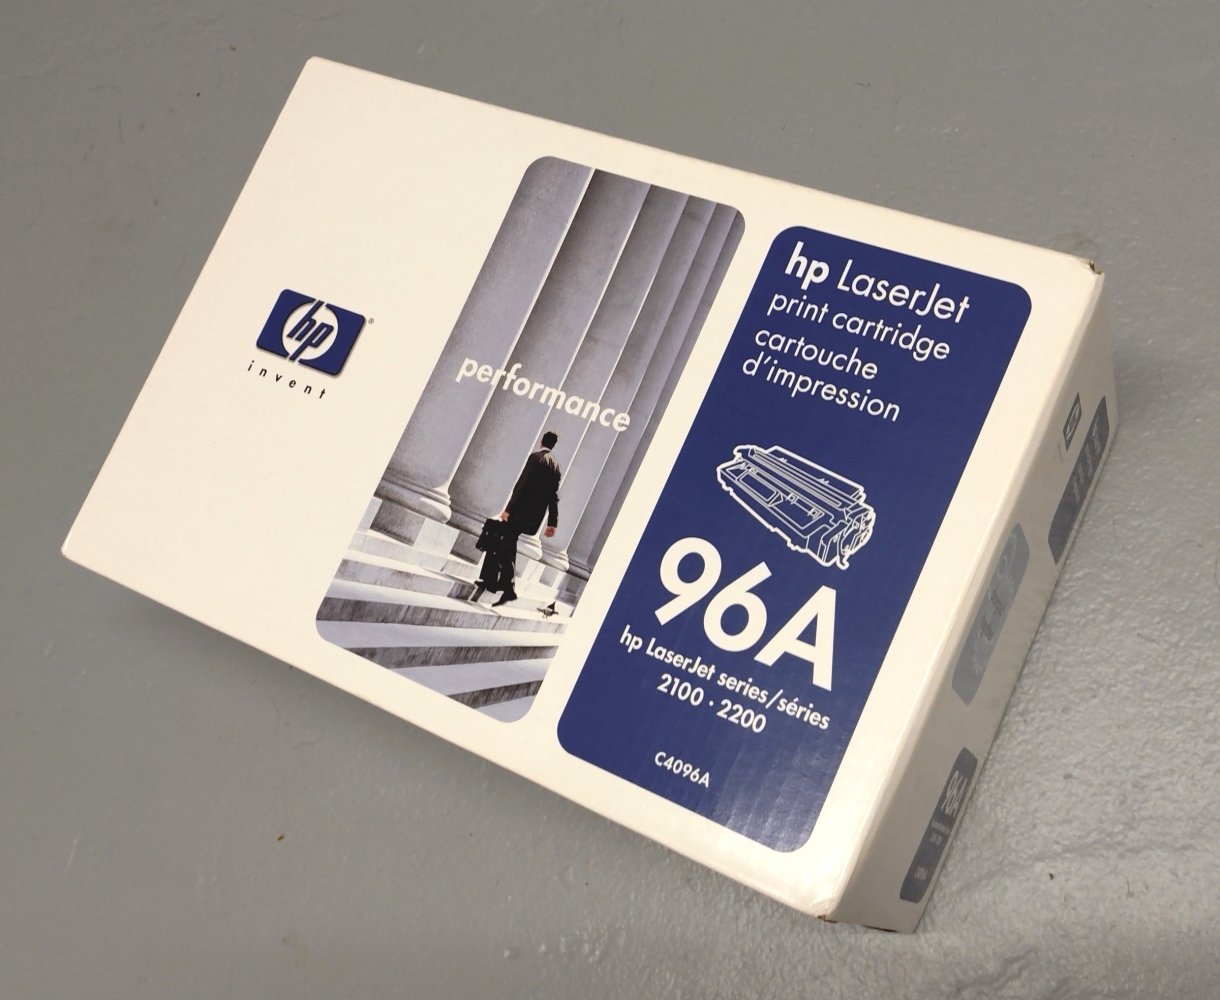 hp
invent
performance
hp LaserJet
print cartridge
cartouche
d'impression
96A
hp LaserJet series/séries
2100 · 2200
C4096A
96A